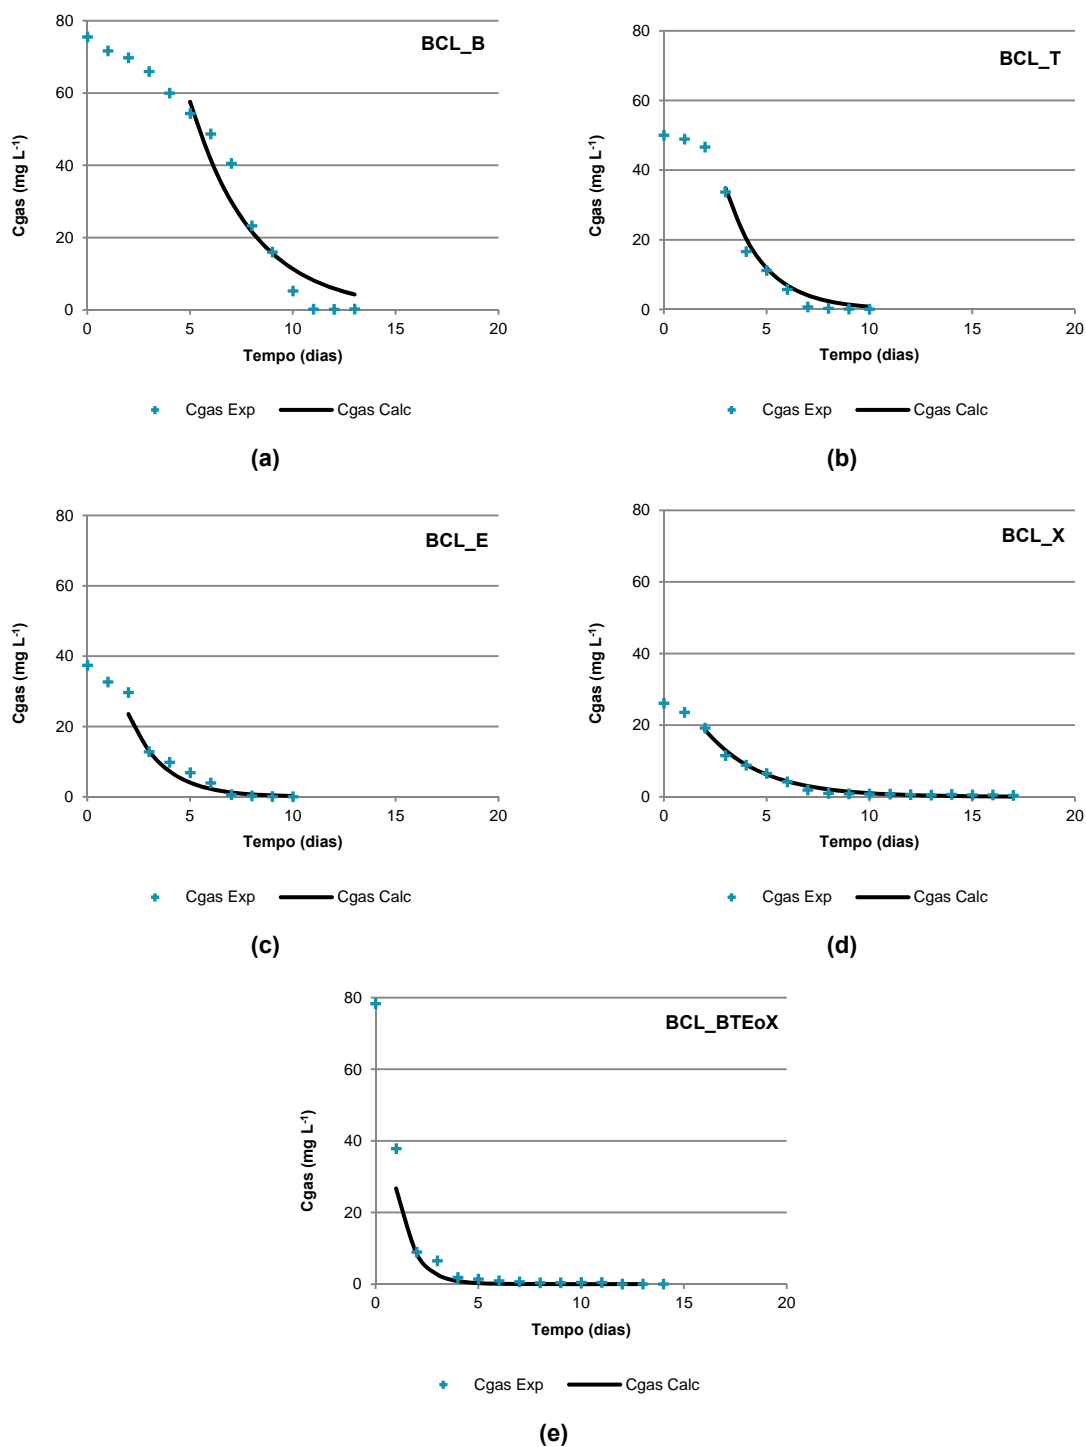 BCL_B
Cgas (mg L-1)
80
60
40
20
0
0 5 10 15 20
Tempo (dias)
Cgas Exp Cgas Calc
(a)
BCL_T
Cgas (mg L-1)
80
60
40
20
0
0 5 10 15 20
Tempo (dias)
Cgas Exp Cgas Calc
(b)
BCL_E
Cgas (mg L-1)
80
60
40
20
0
0 5 10 15 20
Tempo (dias)
Cgas Exp Cgas Calc
(c)
BCL_X
Cgas (mg L-1)
80
60
40
20
0
0 5 10 15 20
Tempo (dias)
Cgas Exp Cgas Calc
(d)
BCL_BTEoX
Cgas (mg L-1)
80
60
40
20
0
0 5 10 15 20
Tempo (dias)
Cgas Exp Cgas Calc
(e)